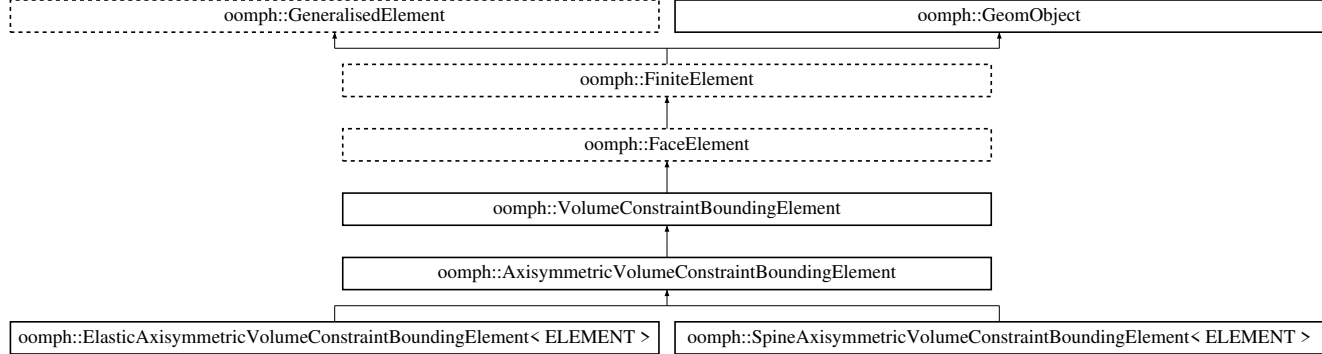 oomph::GeneralisedElement
oomph::GeomObject
oomph::FiniteElement
oomph::FaceElement
oomph::VolumeConstraintBoundingElement
oomph::AxisymmetricVolumeConstraintBoundingElement
oomph::ElasticAxisymmetricVolumeConstraintBoundingElement< ELEMENT >
oomph::SpineAxisymmetricVolumeConstraintBoundingElement< ELEMENT >